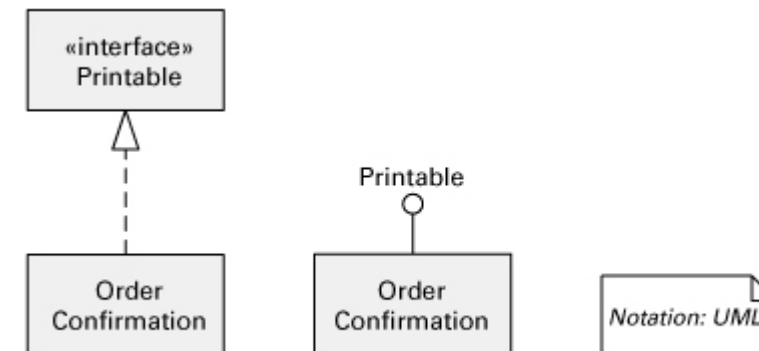 «interface»
Printable
Printable
Order
Confirmation
Order
Confirmation
Notation: UML